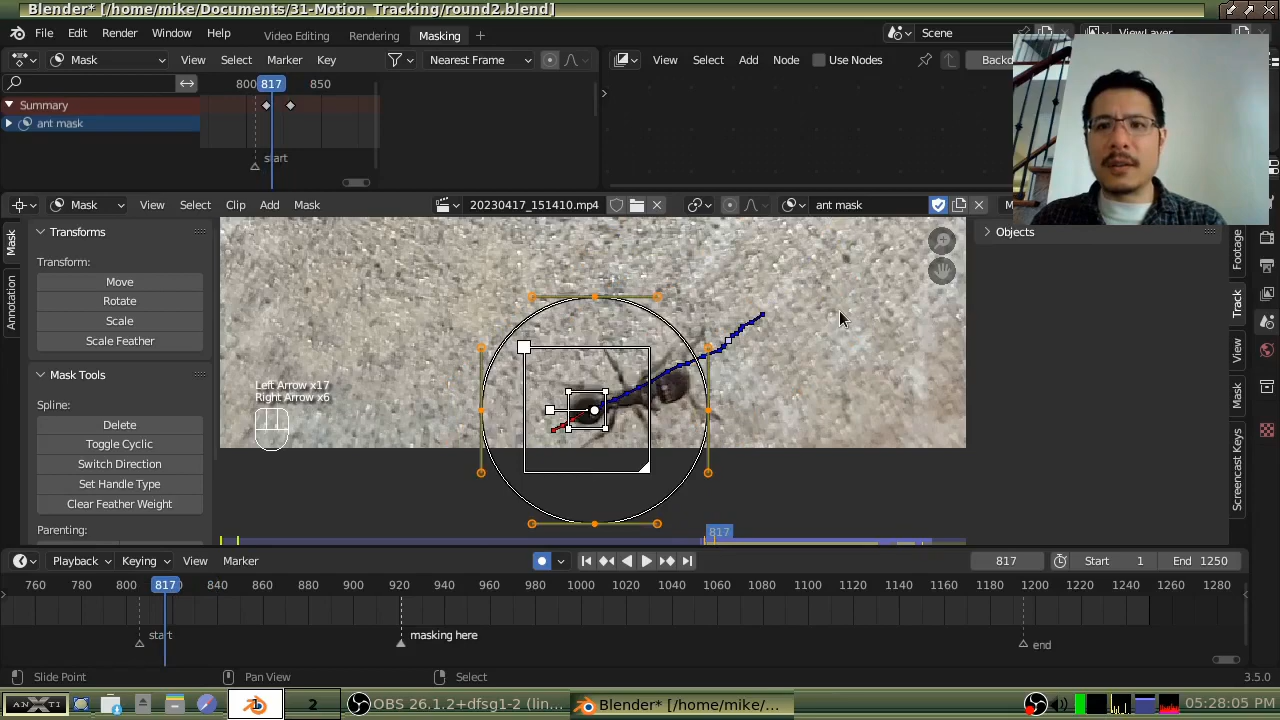 Blender* [/home/mike/Documents/31-Motion_Tracking/round2.blend]
File Edit Render Window Help Video Editing Rendering Masking + Scene ViewLayer
Mask View Select Marker Key Nearest Frame View Select Add Node Use Nodes
800 817 850
Summary
ant mask
start
Mask View Select Clip Add Mask 20230417_151410.mp4 ant mask
Transforms
Transform:
Move
Rotate
Scale
Scale Feather
Mask Tools
Spline:
Delete
Toggle Cyclic
Switch Direction
Set Handle Type
Clear Feather Weight
Parenting:
Mask
Annotation
Left Arrow x17
Right Arrow x6
817
Objects
Footage
Track
View
Mask
Screencast Keys
Playback Keying View Marker 817 Start 1 End 1250
760 780 800 817 840 860 880 900 920 940 960 980 1000 1020 1040 1060 1080 1100 1120 1140 1160 1180 1200 1220 1240 1260 1280
start masking here end
Slide Point Pan View Select 3.5.0
2 OBS 26.1.2+dfsg1-2 (lin... Blender* [/home/mike/... 05:28:05 PM